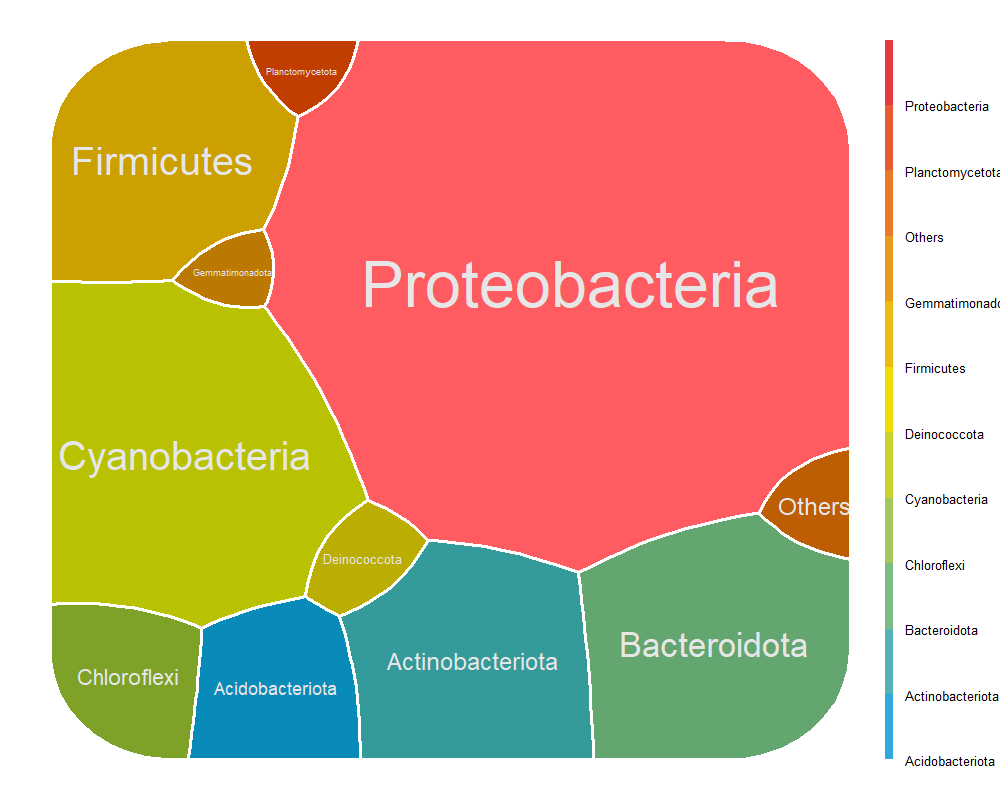 Planctomycetota
Firmicutes
Gemmatimonadota
Proteobacteria
Cyanobacteria
Others
Deinococcota
Bacteroidota
Actinobacteriota
Chloroflexi
Acidobacteriota
Proteobacteria
Planctomycetota
Others
Gemmatimonado
Firmicutes
Deinococcota
Cyanobacteria
Chloroflexi
Bacteroidota
Actinobacteriota
Acidobacteriota